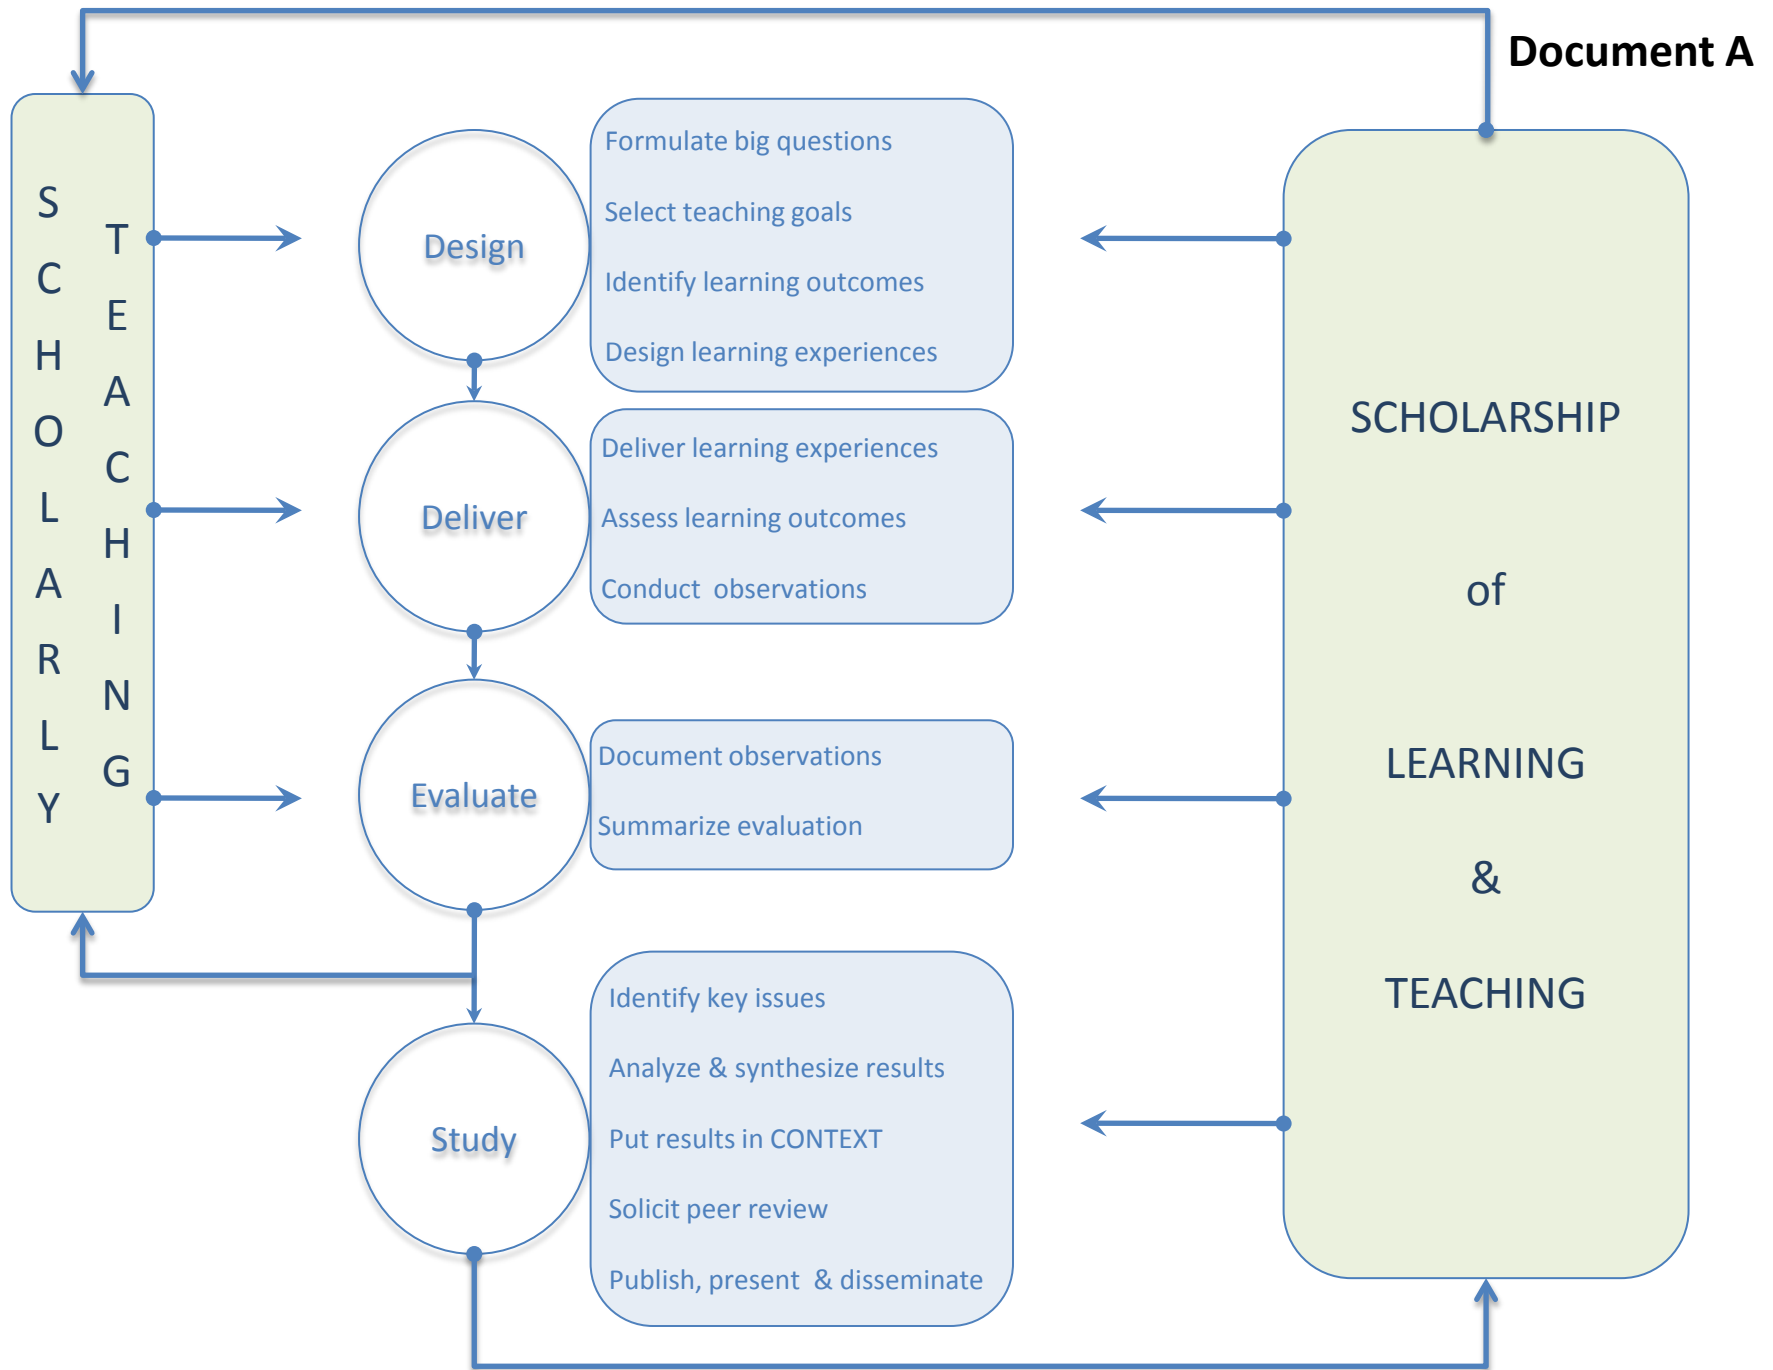 Document A
SCHOLARLY
TEACHING
Design
Formulate big questions
Select teaching goals
Identify learning outcomes
Design learning experiences
Deliver
Deliver learning experiences
Assess learning outcomes
Conduct observations
Evaluate
Document observations
Summarize evaluation
Study
Identify key issues
Analyze & synthesize results
Put results in CONTEXT
Solicit peer review
Publish, present & disseminate
SCHOLARSHIP
of
LEARNING
&
TEACHING